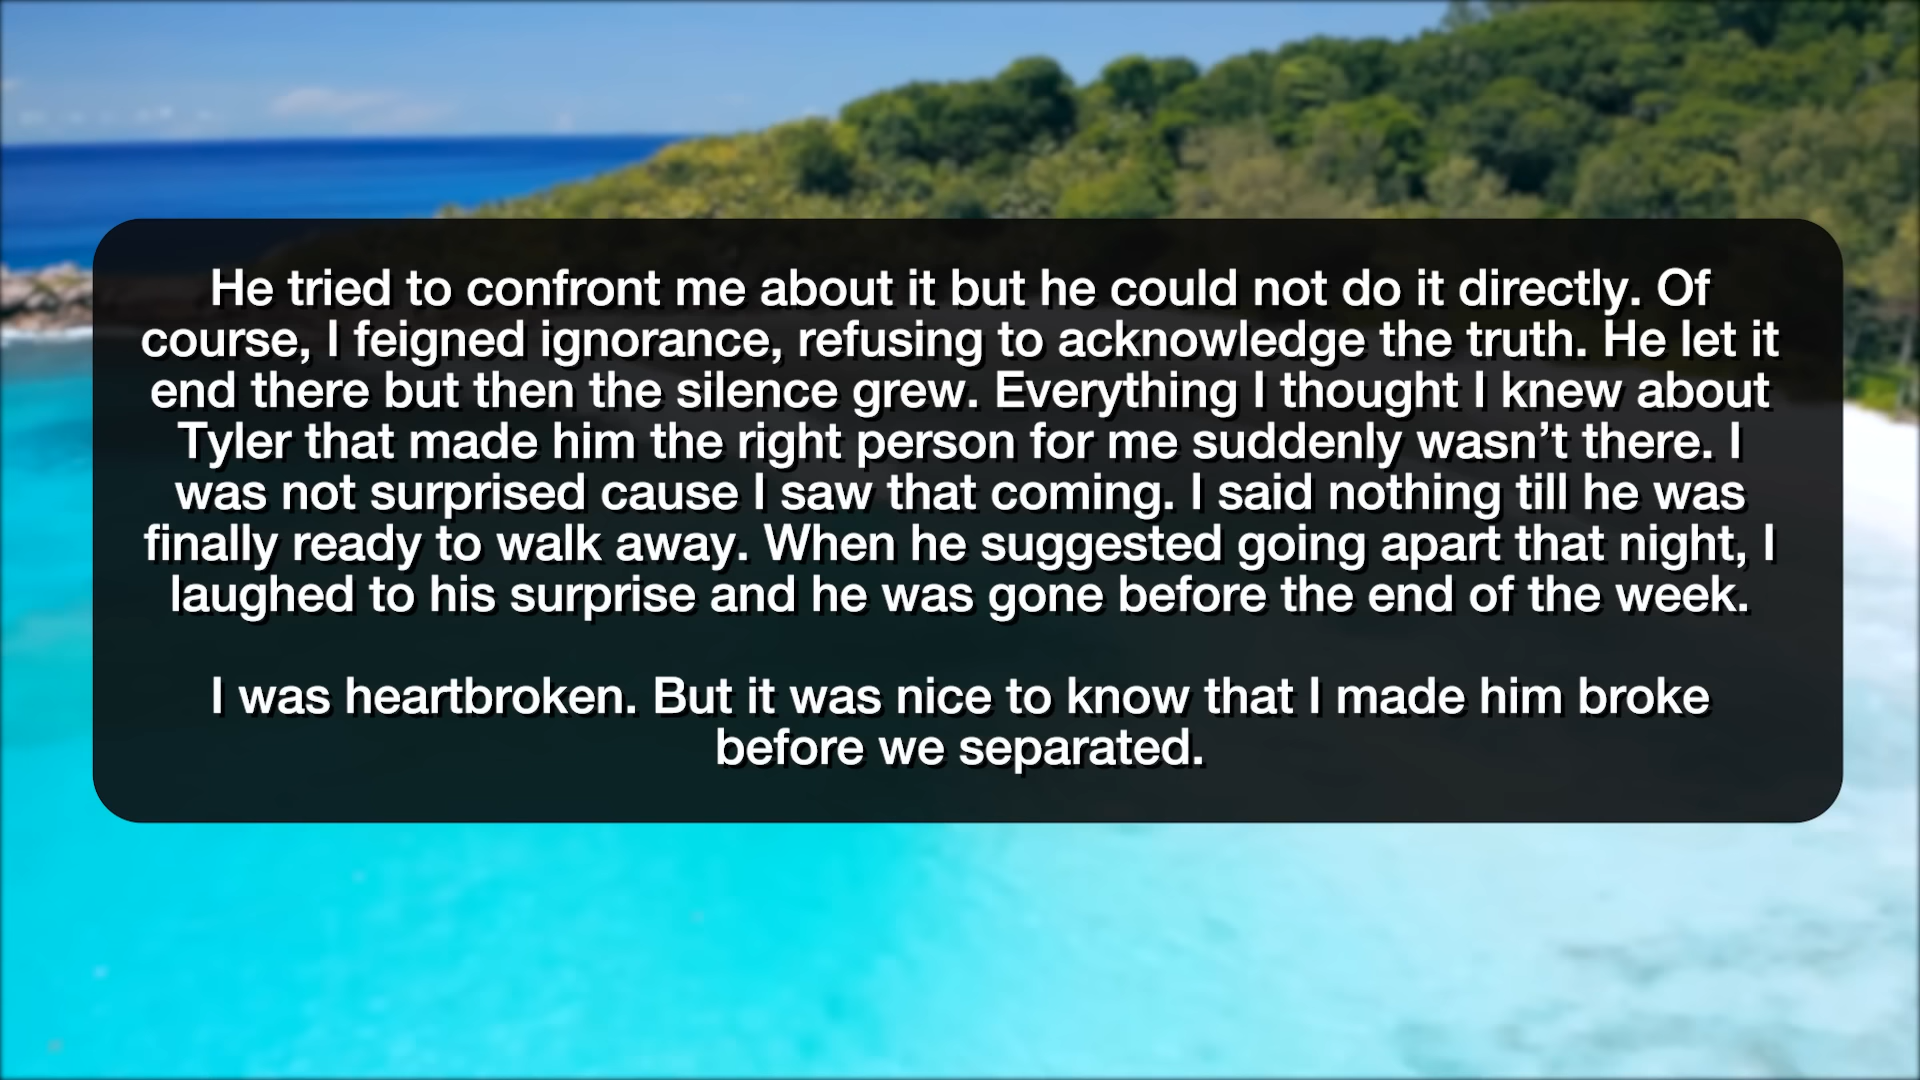 He tried to confront me about it but he could not do it directly. Of
course, I feigned ignorance, refusing to acknowledge the truth. He let it
end there but then the silence grew. Everything I thought I knew about
Tyler that made him the right person for me suddenly wasn’t there. I
was not surprised cause I saw that coming. I said nothing till he was
finally ready to walk away. When he suggested going apart that night, I
laughed to his surprise and he was gone before the end of the week.
I was heartbroken. But it was nice to know that I made him broke
before we separated.